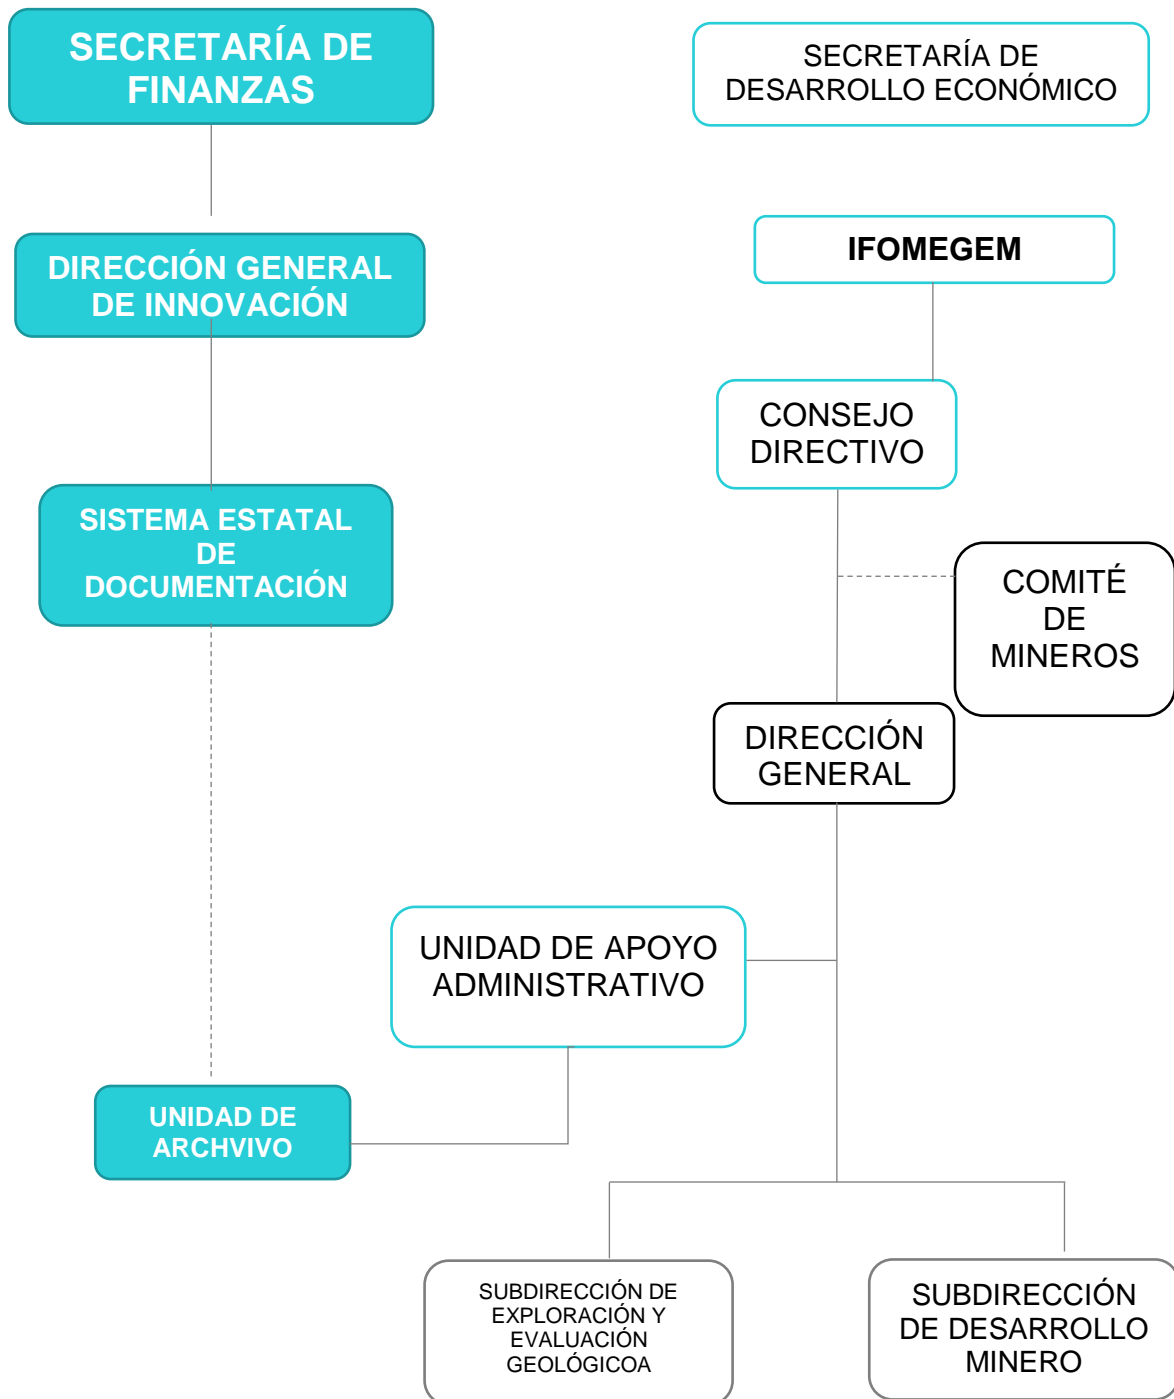 SECRETARÍA DE
FINANZAS
SECRETARÍA DE
DESARROLLO ECONÓMICO
DIRECCIÓN GENERAL
DE INNOVACIÓN
IFOMEGEM
CONSEJO
DIRECTIVO
SISTEMA ESTATAL
DE
DOCUMENTACIÓN
COMITÉ
DE
MINEROS
DIRECCIÓN
GENERAL
UNIDAD DE APOYO
ADMINISTRATIVO
UNIDAD DE
ARCHVIVO
SUBDIRECCIÓN DE
EXPLORACIÓN Y
EVALUACIÓN
GEOLÓGICOA
SUBDIRECCIÓN
DE DESARROLLO
MINERO